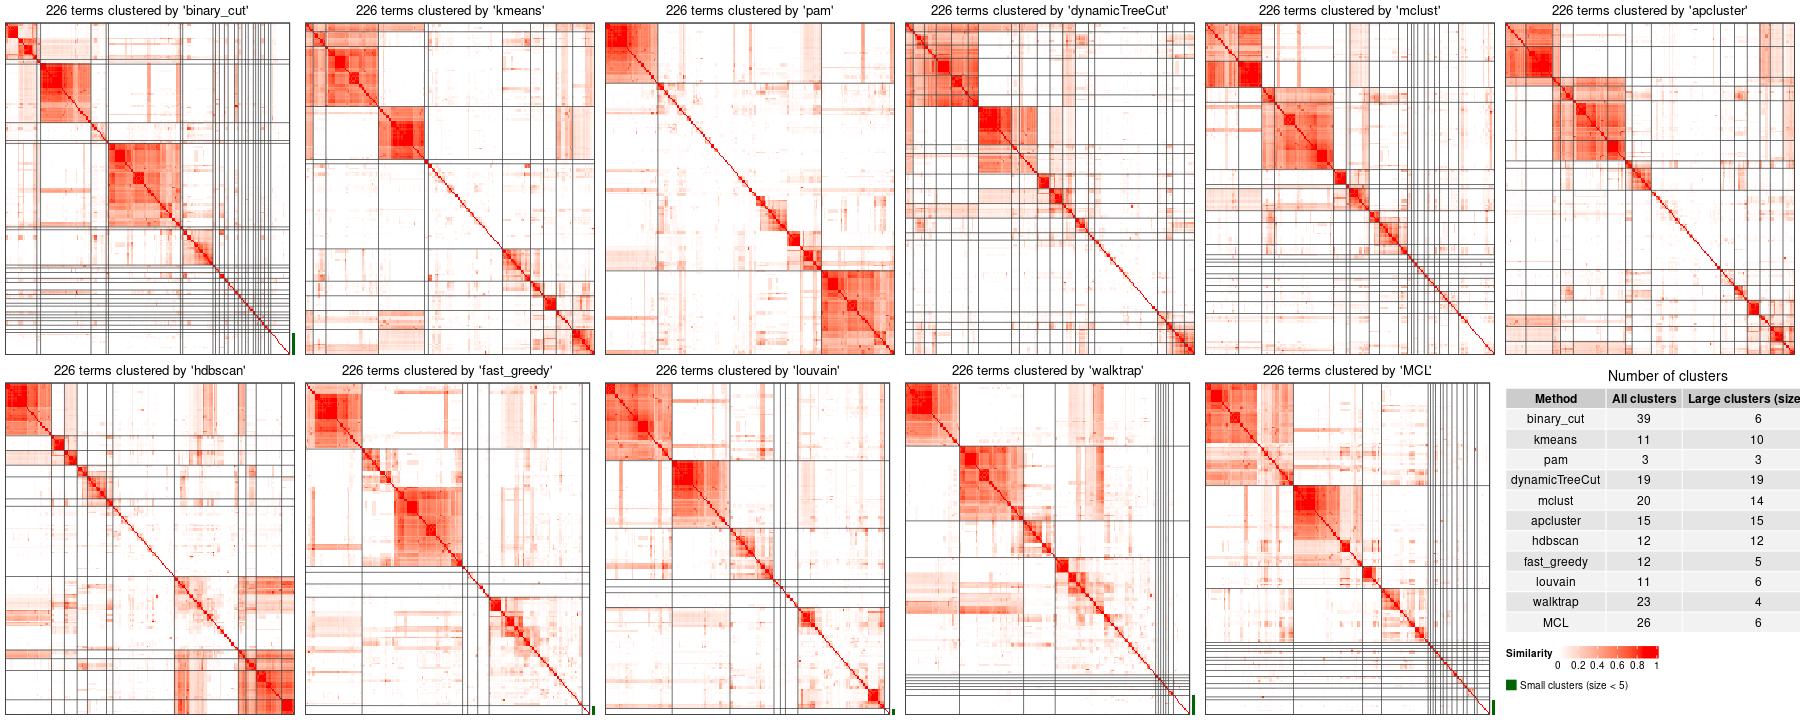 226 terms clustered by 'binary_cut'
226 terms clustered by 'kmeans'
226 terms clustered by 'pam'
226 terms clustered by 'dynamicTreeCut'
226 terms clustered by 'mclust'
226 terms clustered by 'apcluster'
226 terms clustered by 'hdbscan'
226 terms clustered by 'fast_greedy'
226 terms clustered by 'louvain'
226 terms clustered by 'walktrap'
226 terms clustered by 'MCL'
Number of clusters
Method All clusters Large clusters (size
binary_cut 39 6
kmeans 11 10
pam 3 3
dynamicTreeCut 19 19
mclust 20 14
apcluster 15 15
hdbscan 12 12
fast_greedy 12 5
louvain 11 6
walktrap 23 4
MCL 26 6
Similarity
0 0.2 0.4 0.6 0.8 1
Small clusters (size < 5)